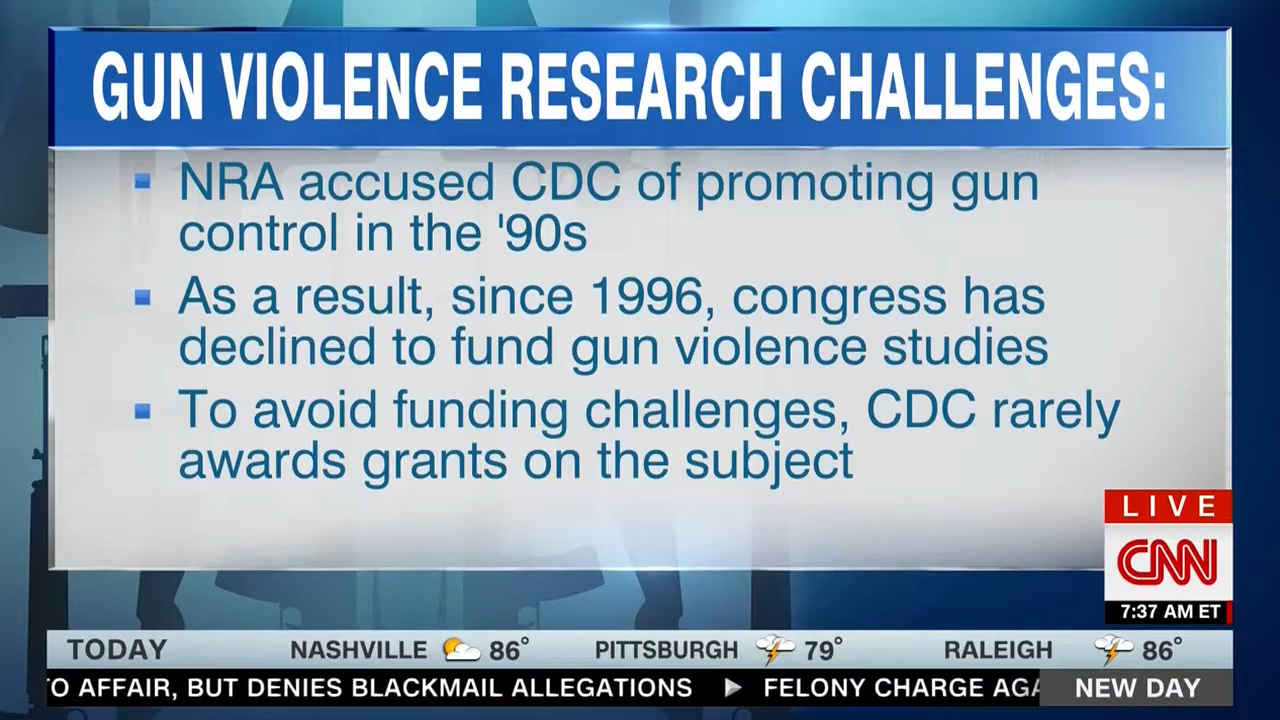 GUN VIOLENCE RESEARCH CHALLENGES:
NRA accused CDC of promoting gun
control in the '90s
As a result, since 1996, congress has
declined to fund gun violence studies
To avoid funding challenges, CDC rarely
awards grants on the subject
LIVE
CNN
7:37 AM ET
TODAY NASHVILLE 86° PITTSBURGH 79° RALEIGH 86°
O AFFAIR, BUT DENIES BLACKMAIL ALLEGATIONS FELONY CHARGE AGA NEW DAY